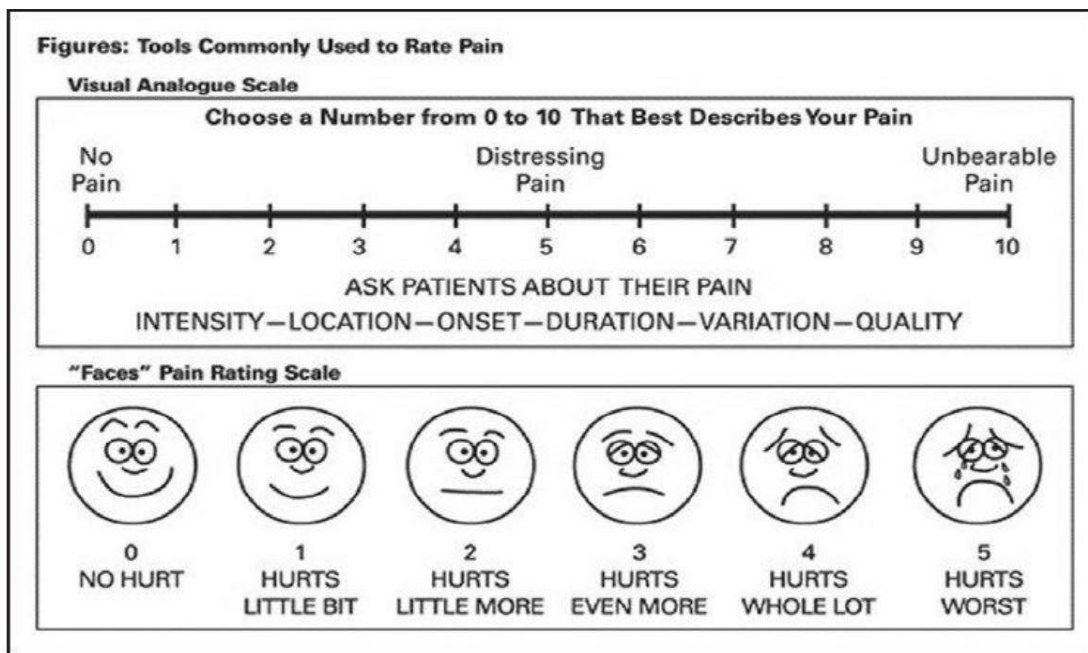 Figures: Tools Commonly Used to Rate Pain
Visual Analogue Scale
Choose a Number from 0 to 10 That Best Describes Your Pain
No Pain
Distressing Pain
Unbearable Pain
0 1 2 3 4 5 6 7 8 9 10
ASK PATIENTS ABOUT THEIR PAIN
INTENSITY—LOCATION—ONSET—DURATION—VARIATION—QUALITY
"Faces" Pain Rating Scale
0
NO HURT
1
HURTS
LITTLE BIT
2
HURTS
LITTLE MORE
3
HURTS
EVEN MORE
4
HURTS
WHOLE LOT
5
HURTS
WORST